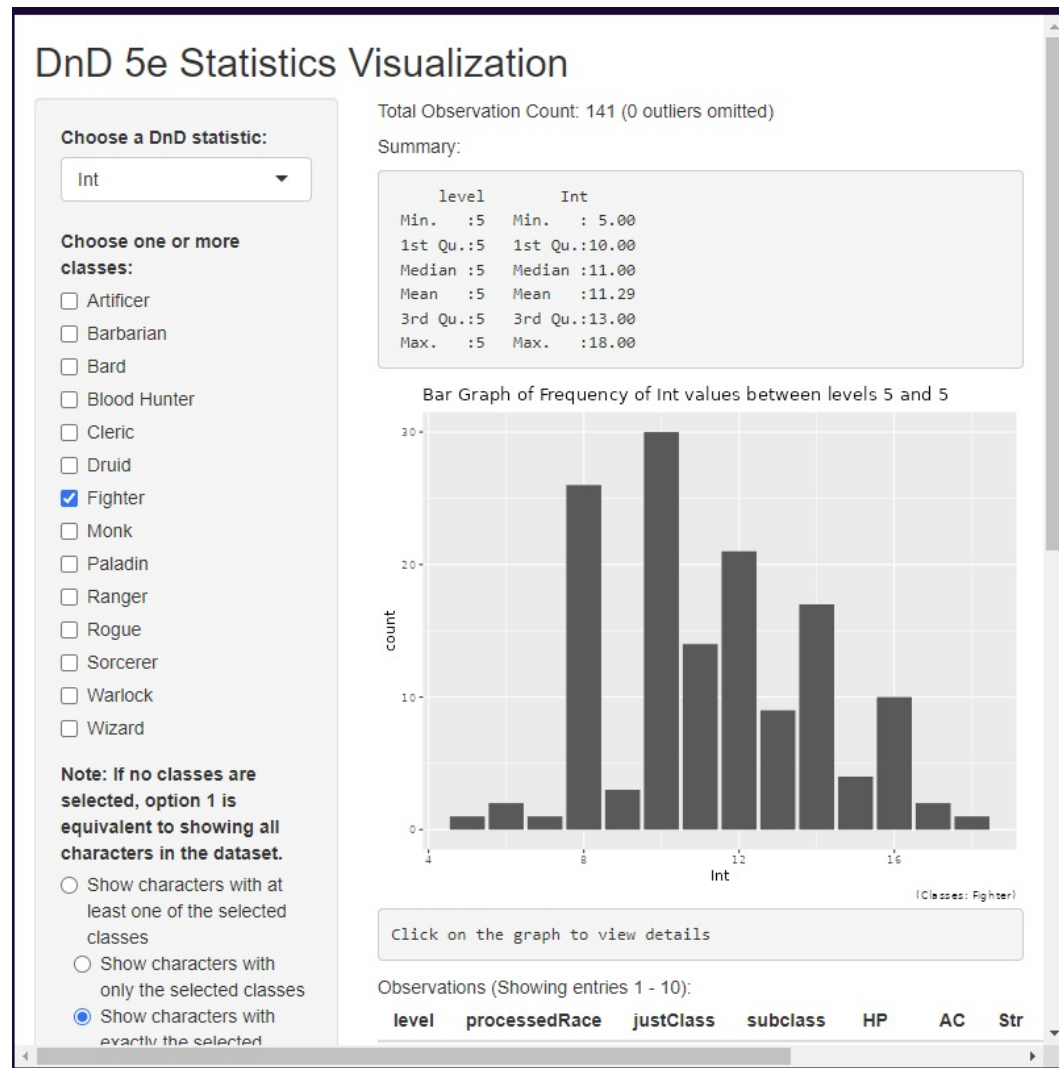 DnD 5e Statistics Visualization
Choose a DnD statistic:
Int
Choose one or more
classes:
Artificer
Barbarian
Bard
Blood Hunter
Cleric
Druid
Fighter
Monk
Paladin
Ranger
Rogue
Sorcerer
Warlock
Wizard
Note: If no classes are
selected, option 1 is
equivalent to showing all
characters in the dataset.
Show characters with at
least one of the selected
classes
Show characters with
only the selected classes
Show characters with
exactly the selected
Total Observation Count: 141 (0 outliers omitted)
Summary:
level Int
Min. :5 Min. : 5.00
1st Qu.:5 1st Qu.:10.00
Median :5 Median :11.00
Mean :5 Mean :11.29
3rd Qu.:5 3rd Qu.:13.00
Max. :5 Max. :18.00
Bar Graph of Frequency of Int values between levels 5 and 5
30
20
10
0
count
4 8 12 16
Int
(Classes: Fighter)
Click on the graph to view details
Observations (Showing entries 1 - 10):
level processedRace justClass subclass HP AC Str